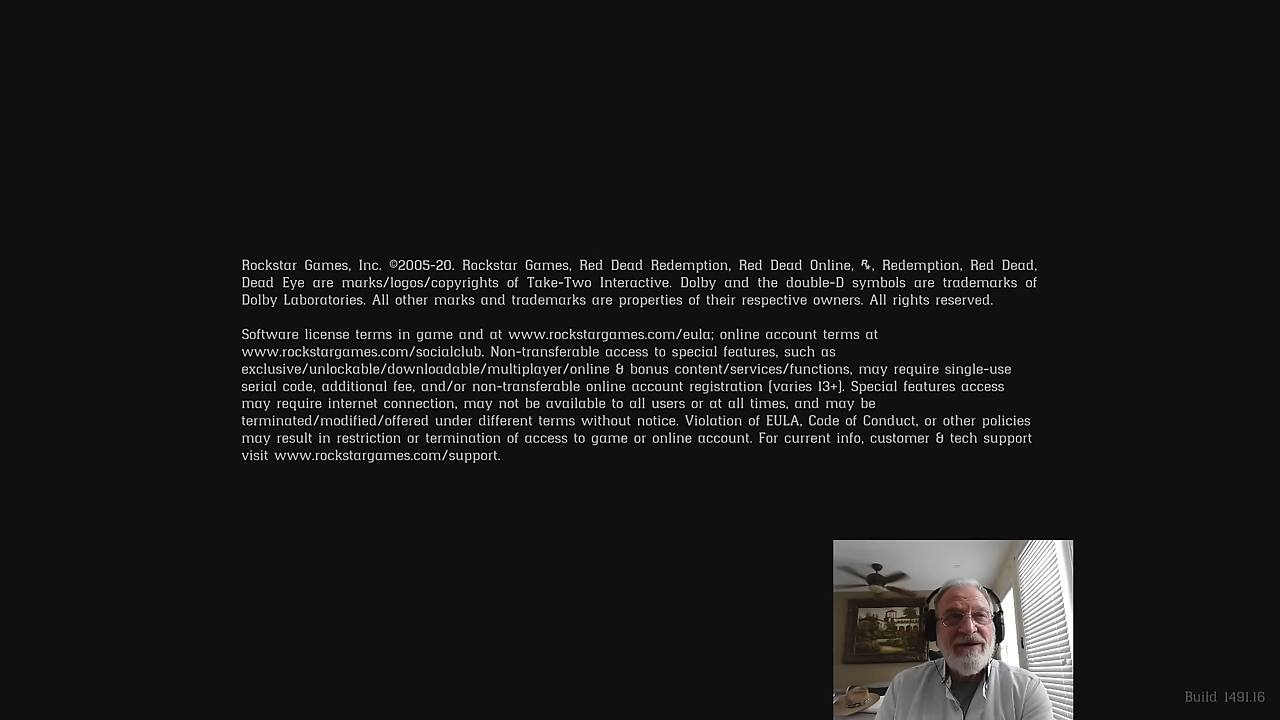 Rockstar Games, Inc. ©2005-20. Rockstar Games, Red Dead Redemption, Red Dead Online, R★, Redemption, Red Dead,
Dead Eye are marks/logos/copyrights of Take-Two Interactive. Dolby and the double-D symbols are trademarks of
Dolby Laboratories. All other marks and trademarks are properties of their respective owners. All rights reserved.
Software license terms in game and at www.rockstargames.com/eula; online account terms at
www.rockstargames.com/socialclub. Non-transferable access to special features, such as
exclusive/unlockable/downloadable/multiplayer/online & bonus content/services/functions, may require single-use
serial code, additional fee, and/or non-transferable online account registration (varies 13+). Special features access
may require internet connection, may not be available to all users or at all times, and may be
terminated/modified/offered under different terms without notice. Violation of EULA, Code of Conduct, or other policies
may result in restriction or termination of access to game or online account. For current info, customer & tech support
visit www.rockstargames.com/support.
Build 1491.16